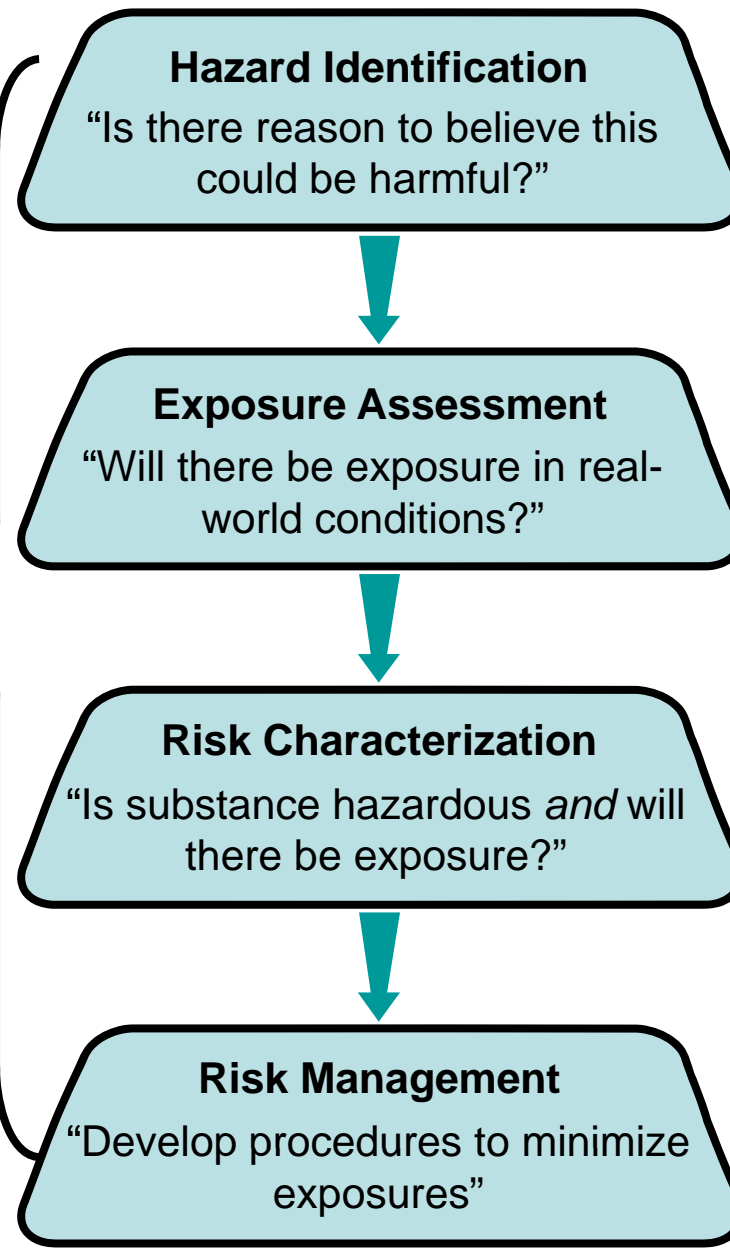 Hazard Identification
“Is there reason to believe this
could be harmful?”
Exposure Assessment
“Will there be exposure in real-
world conditions?”
Risk Characterization
“Is substance hazardous and will
there be exposure?”
Risk Management
“Develop procedures to minimize
exposures”